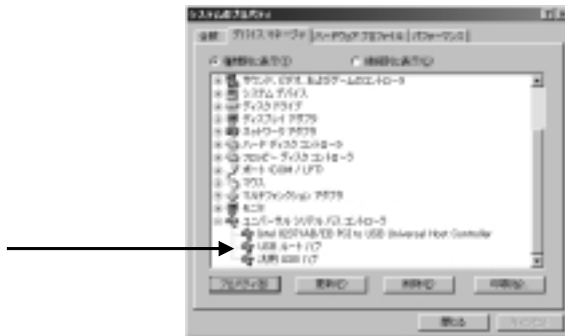 システムのプロパティ
全般 デバイス マネージャ ハードウェア プロファイル パフォーマンス
種類別に表示(T) 接続別に表示(C)
サウンド、ビデオ、およびゲームのコントローラ
システム デバイス
ディスク ドライブ
ディスプレイ アダプタ
ネットワーク アダプタ
ハード ディスク コントローラ
フロッピー ディスク コントローラ
ポート (COM / LPT)
マウス
マルチファンクション アダプタ
モニタ
ユニバーサル シリアル バス コントローラ
Intel 82371AB/EB PCI to USB Universal Host Controller
USB ルート ハブ
汎用 USB ハブ
プロパティ(R) 更新(F) 削除(E) 印刷(N)
閉じる キャンセル